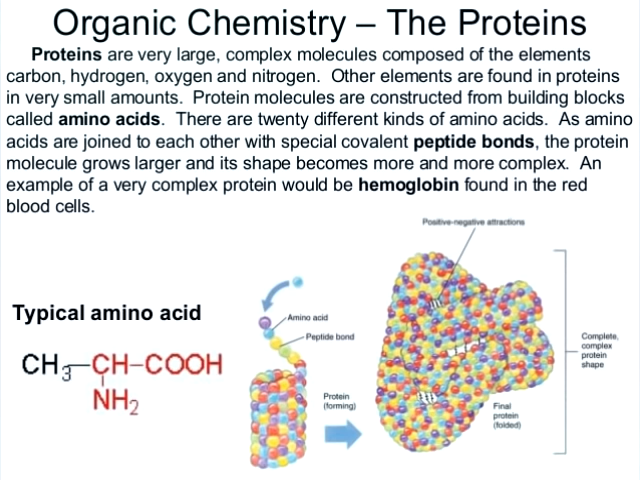 Organic Chemistry – The Proteins
Proteins are very large, complex molecules composed of the elements
carbon, hydrogen, oxygen and nitrogen. Other elements are found in proteins
in very small amounts. Protein molecules are constructed from building blocks
called amino acids. There are twenty different kinds of amino acids. As amino
acids are joined to each other with special covalent peptide bonds, the protein
molecule grows larger and its shape becomes more and more complex. An
example of a very complex protein would be hemoglobin found in the red
blood cells.
Positive-negative attractions
Typical amino acid
CH3–CH–COOH
NH2
Amino acid
Peptide bond
Protein
(forming)
Final
protein
(folded)
Complete,
complex
protein
shape